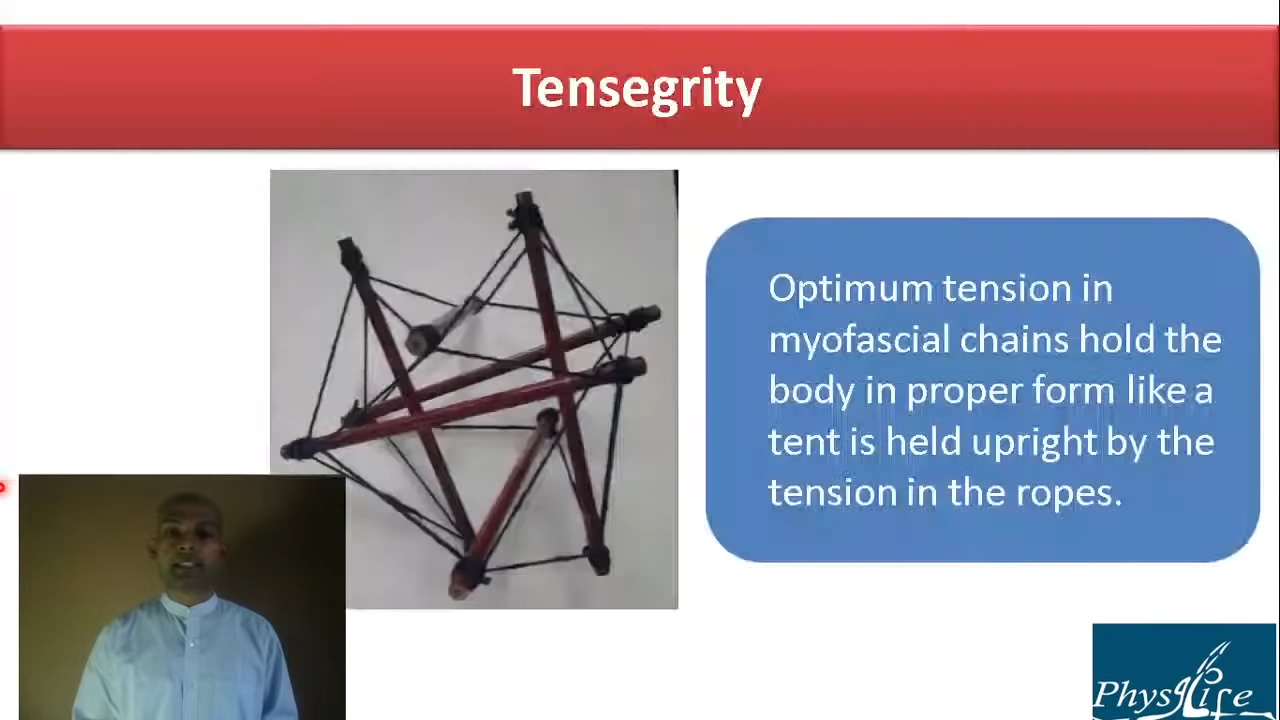 Tensegrity
Optimum tension in
myofascial chains hold the
body in proper form like a
tent is held upright by the
tension in the ropes.